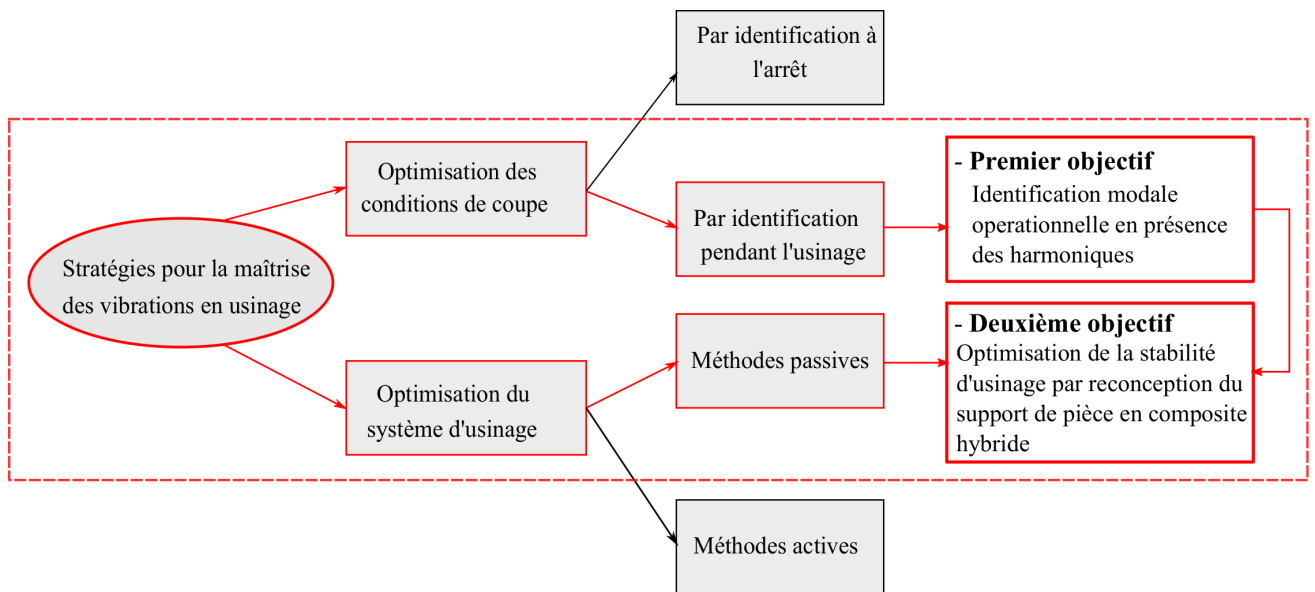 Par identification à
l'arrêt
Optimisation des
conditions de coupe
Par identification
pendant l'usinage
- Premier objectif
Identification modale
operationnelle en présence
des harmoniques
Stratégies pour la maîtrise
des vibrations en usinage
Optimisation du
système d'usinage
Méthodes passives
- Deuxième objectif
Optimisation de la stabilité
d'usinage par reconception du
support de pièce en composite
hybride
Méthodes actives